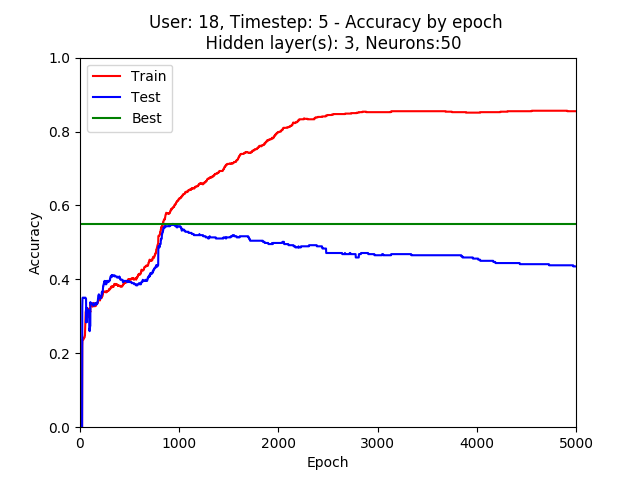 User: 18, Timestep: 5 - Accuracy by epoch
Hidden layer(s): 3, Neurons:50
1.0
Train
Test
Best
0.8
0.6
0.4
0.2
0.0
Accuracy
0 1000 2000 3000 4000 5000
Epoch